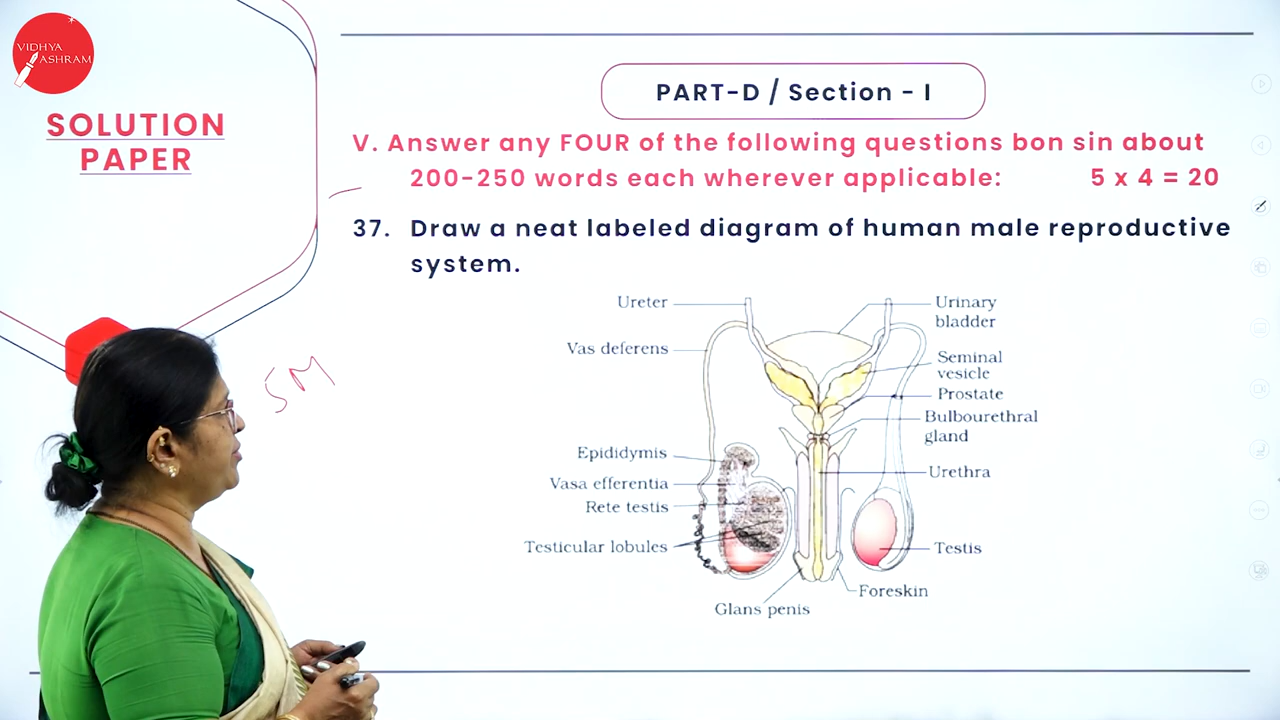 VIDHYA
ASHRAM
SOLUTION
PAPER
PART-D / Section - I
V. Answer any FOUR of the following questions bon sin about
200-250 words each wherever applicable: 5 x 4 = 20
37. Draw a neat labeled diagram of human male reproductive
system.
5M
Ureter
Urinary
bladder
Vas deferens
Seminal
vesicle
Prostate
Bulbourethral
gland
Epididymis
Urethra
Vasa efferentia
Rete testis
Testicular lobules
Testis
Foreskin
Glans penis